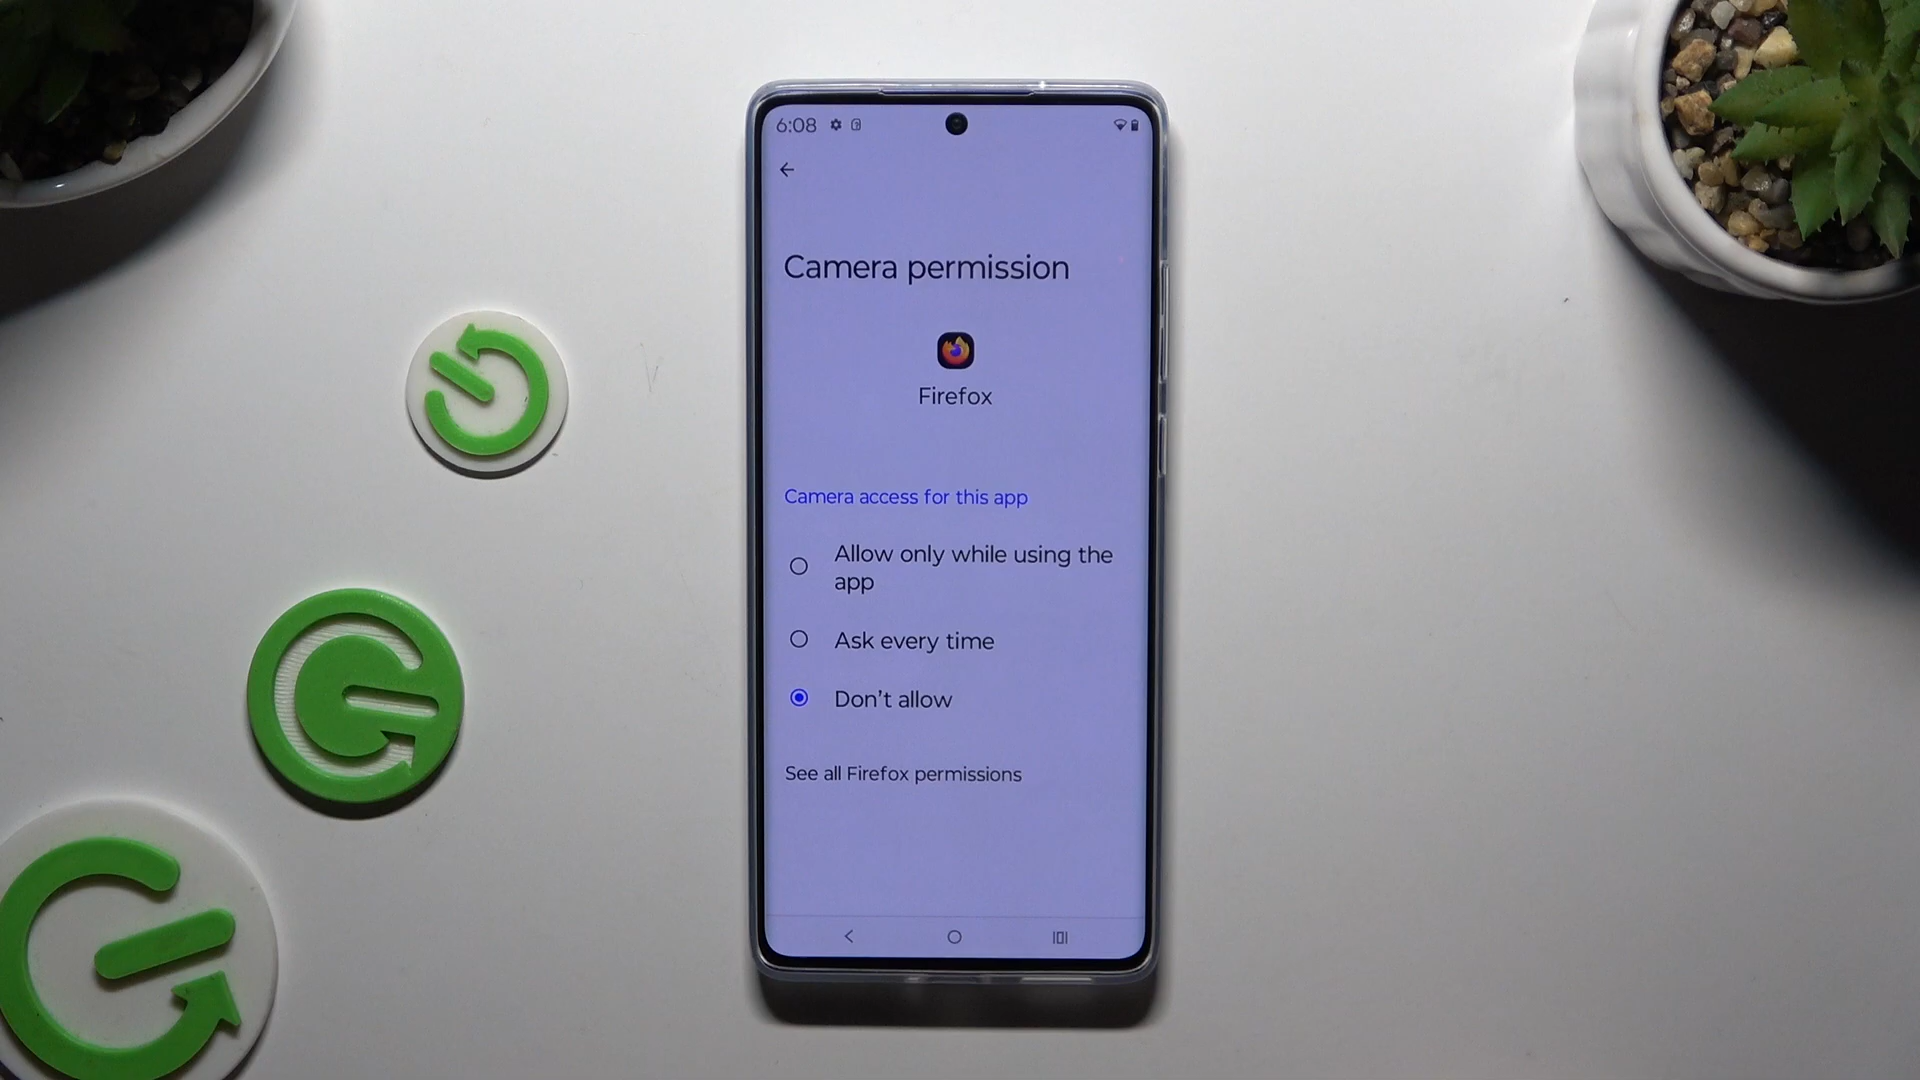 6:08
Camera permission
Firefox
Camera access for this app
Allow only while using the
app
Ask every time
Don't allow
See all Firefox permissions